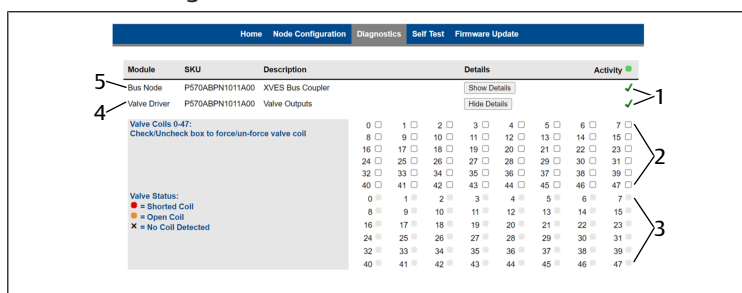 Home Node Configuration Diagnostics Self Test Firmware Update
Module SKU Description Details Activity
5 Bus Node P570ABPN1011A00 XVES Bus Coupler Show Details 1
4 Valve Driver P570ABPN1011A00 Valve Outputs Hide Details
Valve Coils 0-47:
Check/Uncheck box to force/un-force valve coil
0 1 2 3 4 5 6 7
8 9 10 11 12 13 14 15
16 17 18 19 20 21 22 23
2
24 25 26 27 28 29 30 31
32 33 34 35 36 37 38 39
40 41 42 43 44 45 46 47
Valve Status:
= Shorted Coil
= Open Coil
X = No Coil Detected
0 1 2 3 4 5 6 7
8 9 10 11 12 13 14 15
16 17 18 19 20 21 22 23
3
24 25 26 27 28 29 30 31
32 33 34 35 36 37 38 39
40 41 42 43 44 45 46 47